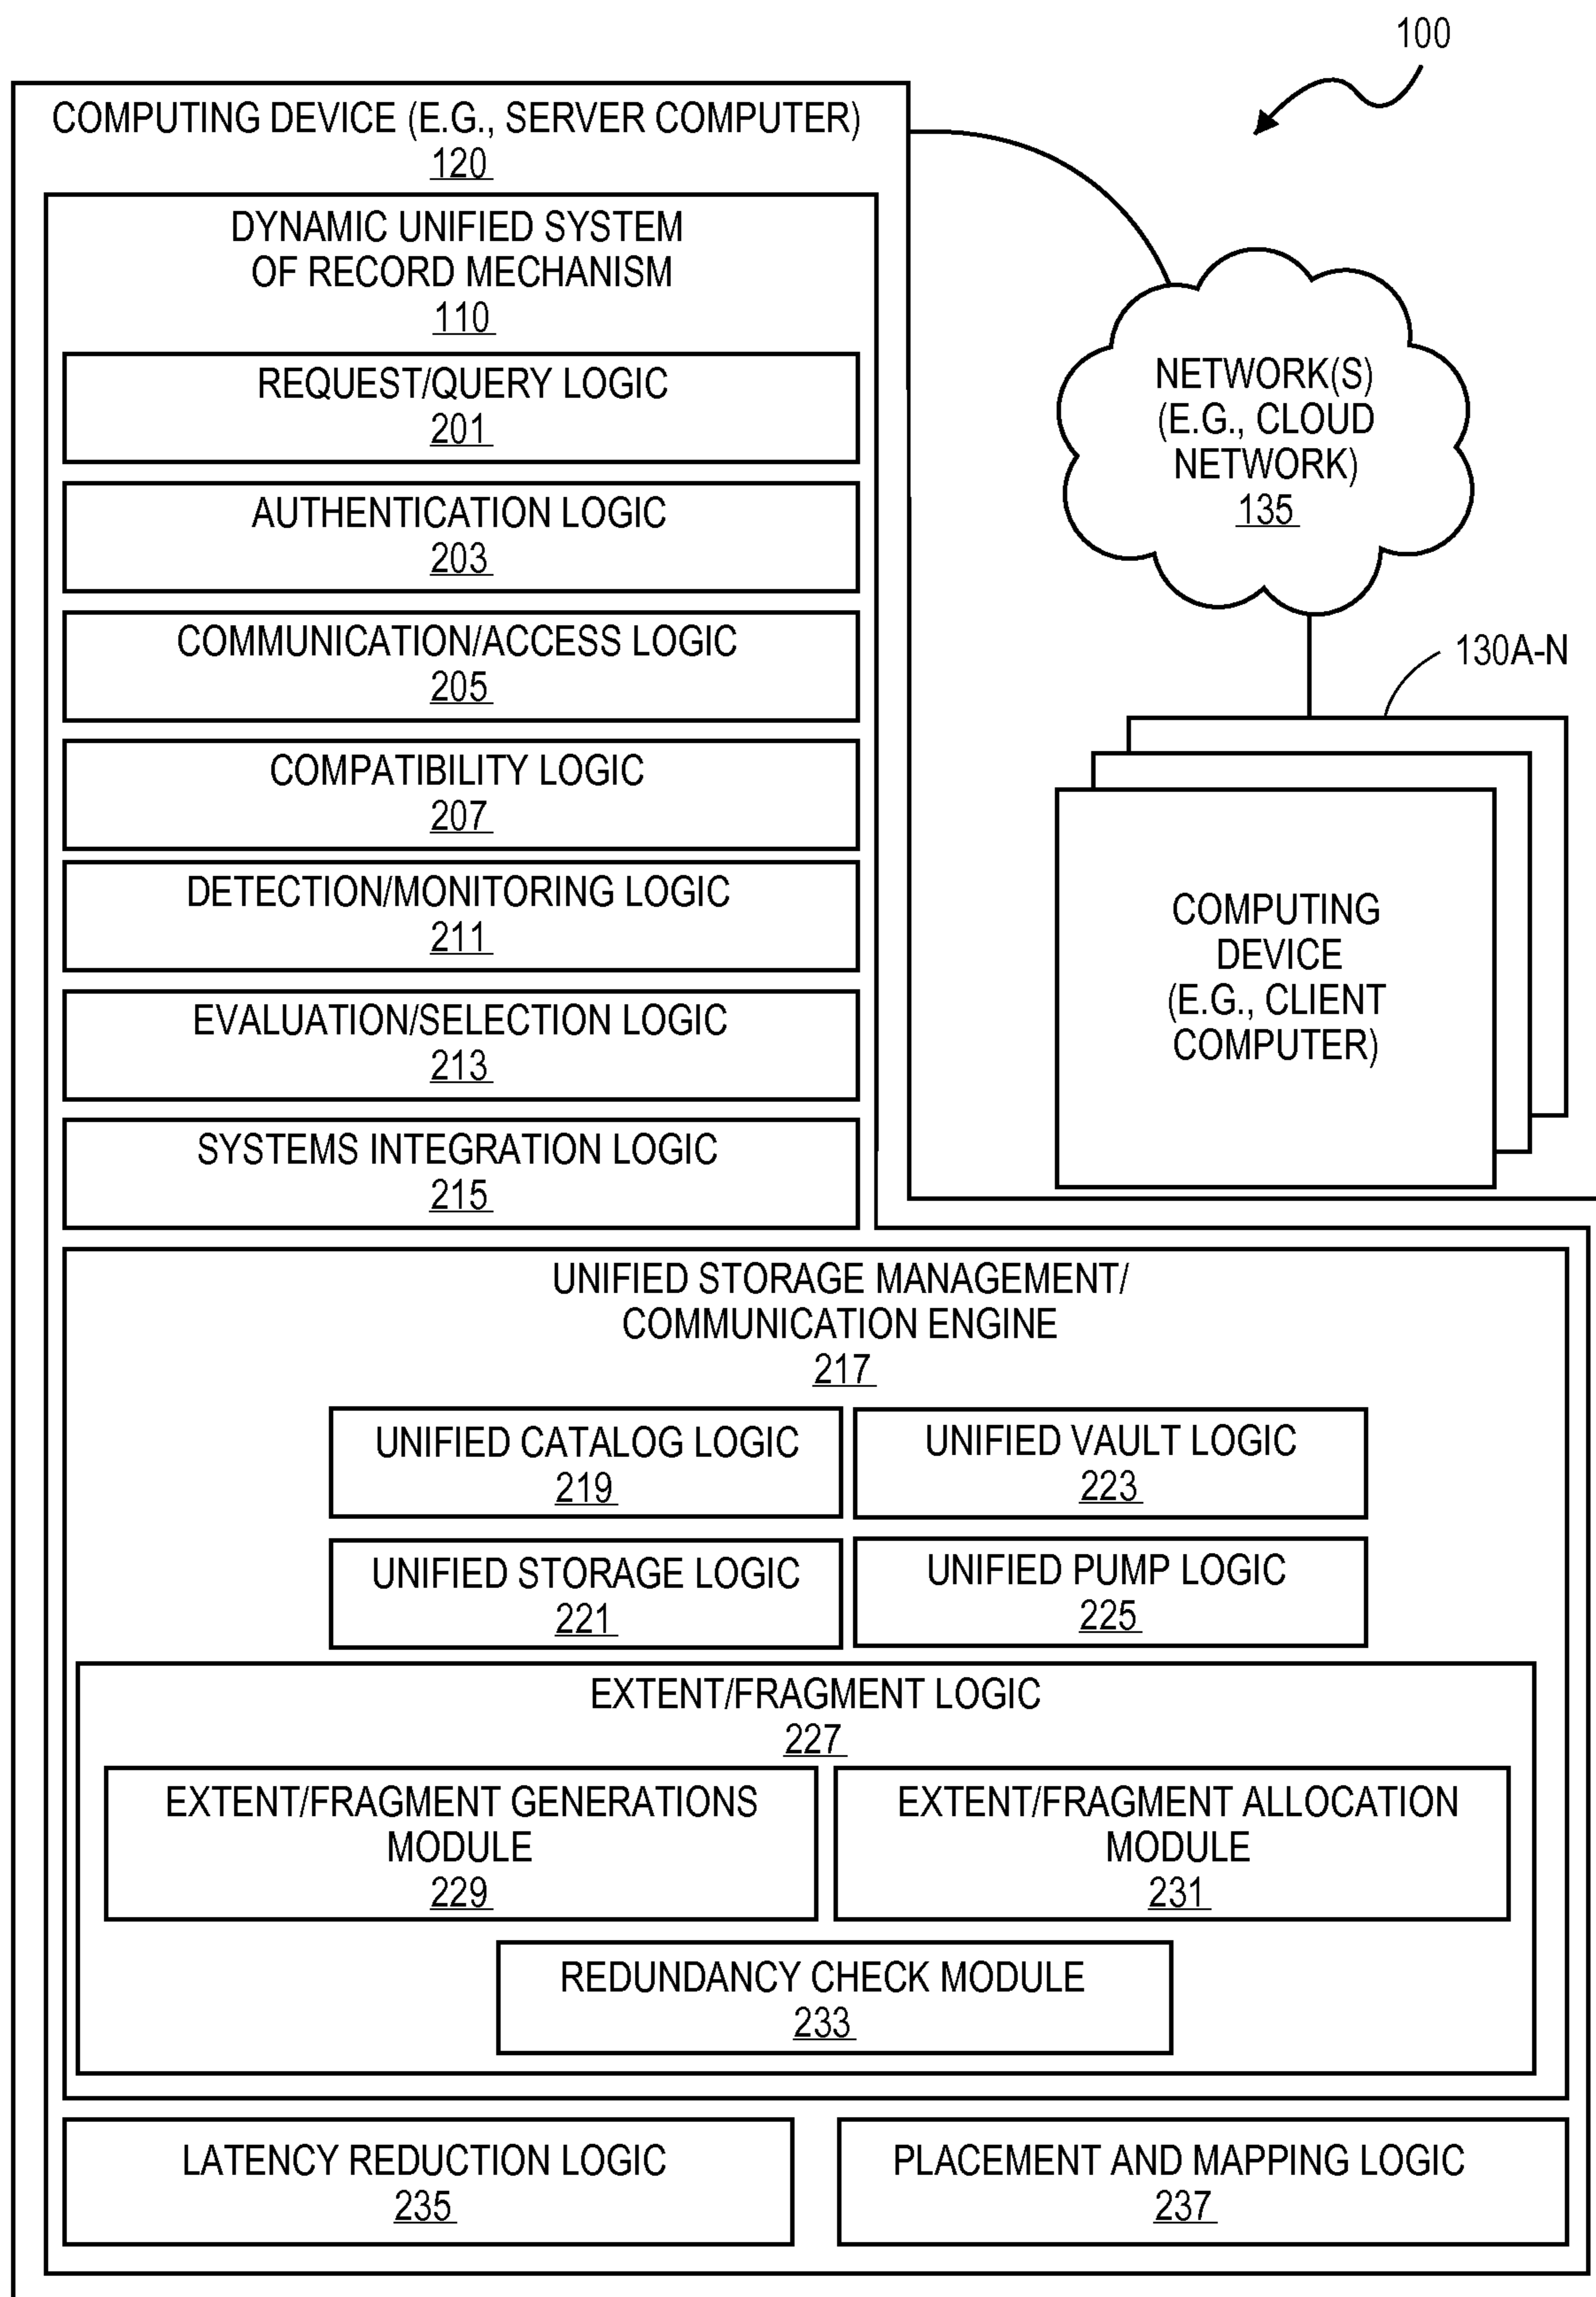 100
COMPUTING DEVICE (E.G., SERVER COMPUTER)
120
DYNAMIC UNIFIED SYSTEM
OF RECORD MECHANISM
110
REQUEST/QUERY LOGIC
201
AUTHENTICATION LOGIC
203
COMMUNICATION/ACCESS LOGIC
205
COMPATIBILITY LOGIC
207
DETECTION/MONITORING LOGIC
211
EVALUATION/SELECTION LOGIC
213
SYSTEMS INTEGRATION LOGIC
215
NETWORK(S)
(E.G., CLOUD
NETWORK)
135
130A-N
COMPUTING
DEVICE
(E.G., CLIENT
COMPUTER)
UNIFIED STORAGE MANAGEMENT/
COMMUNICATION ENGINE
217
UNIFIED CATALOG LOGIC
219
UNIFIED VAULT LOGIC
223
UNIFIED STORAGE LOGIC
221
UNIFIED PUMP LOGIC
225
EXTENT/FRAGMENT LOGIC
227
EXTENT/FRAGMENT GENERATIONS
MODULE
229
EXTENT/FRAGMENT ALLOCATION
MODULE
231
REDUNDANCY CHECK MODULE
233
LATENCY REDUCTION LOGIC
235
PLACEMENT AND MAPPING LOGIC
237